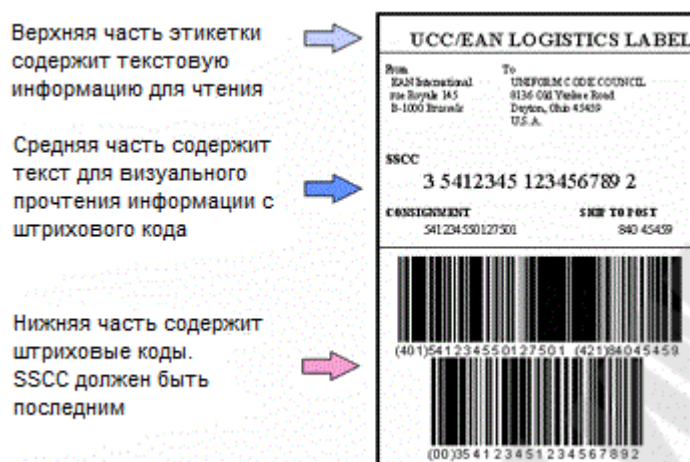 Верхняя часть этикетки
содержит текстовую
информацию для чтения
Средняя часть содержит
текст для визуального
прочтения информации с
штрихового кода
Нижняя часть содержит
штриховые коды.
SSCC должен быть
последним
UCC/EAN LOGISTICS LABEL
From
EAN International
rue Royale 145
B-1000 Brussels
To
UNIFORM CODE COUNCIL
8136 Old Yankee Road
Dayton, Ohio 45459
U.S.A.
SSCC
3 5412345 123456789 2
CONSIGNMENT
SHIP TO POST
541234550127501
840 45459
(401)541234550127501 (421)84045459
(00)354123451234567892